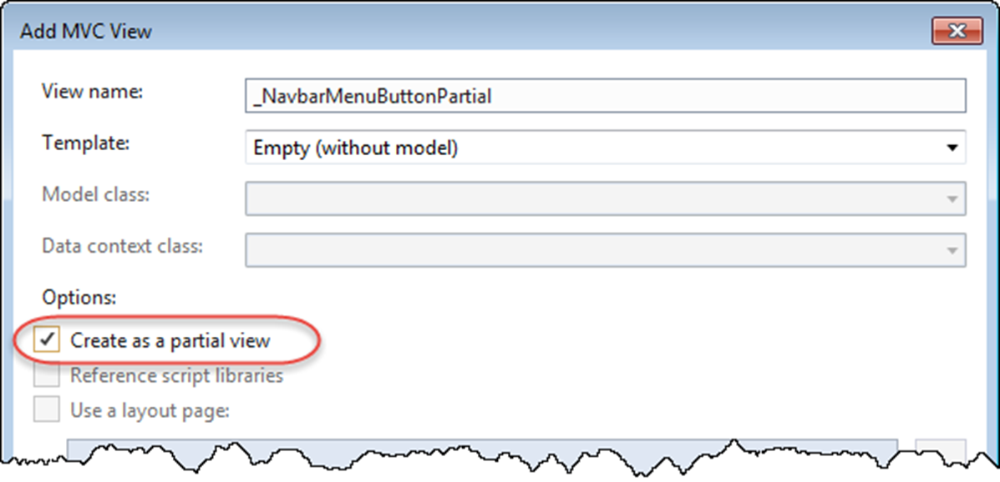 Add MVC View
View name:
_NavbarMenuButtonPartial
Template:
Empty (without model)
Model class:
Data context class:
Options:
Create as a partial view
Reference script libraries
Use a layout page: